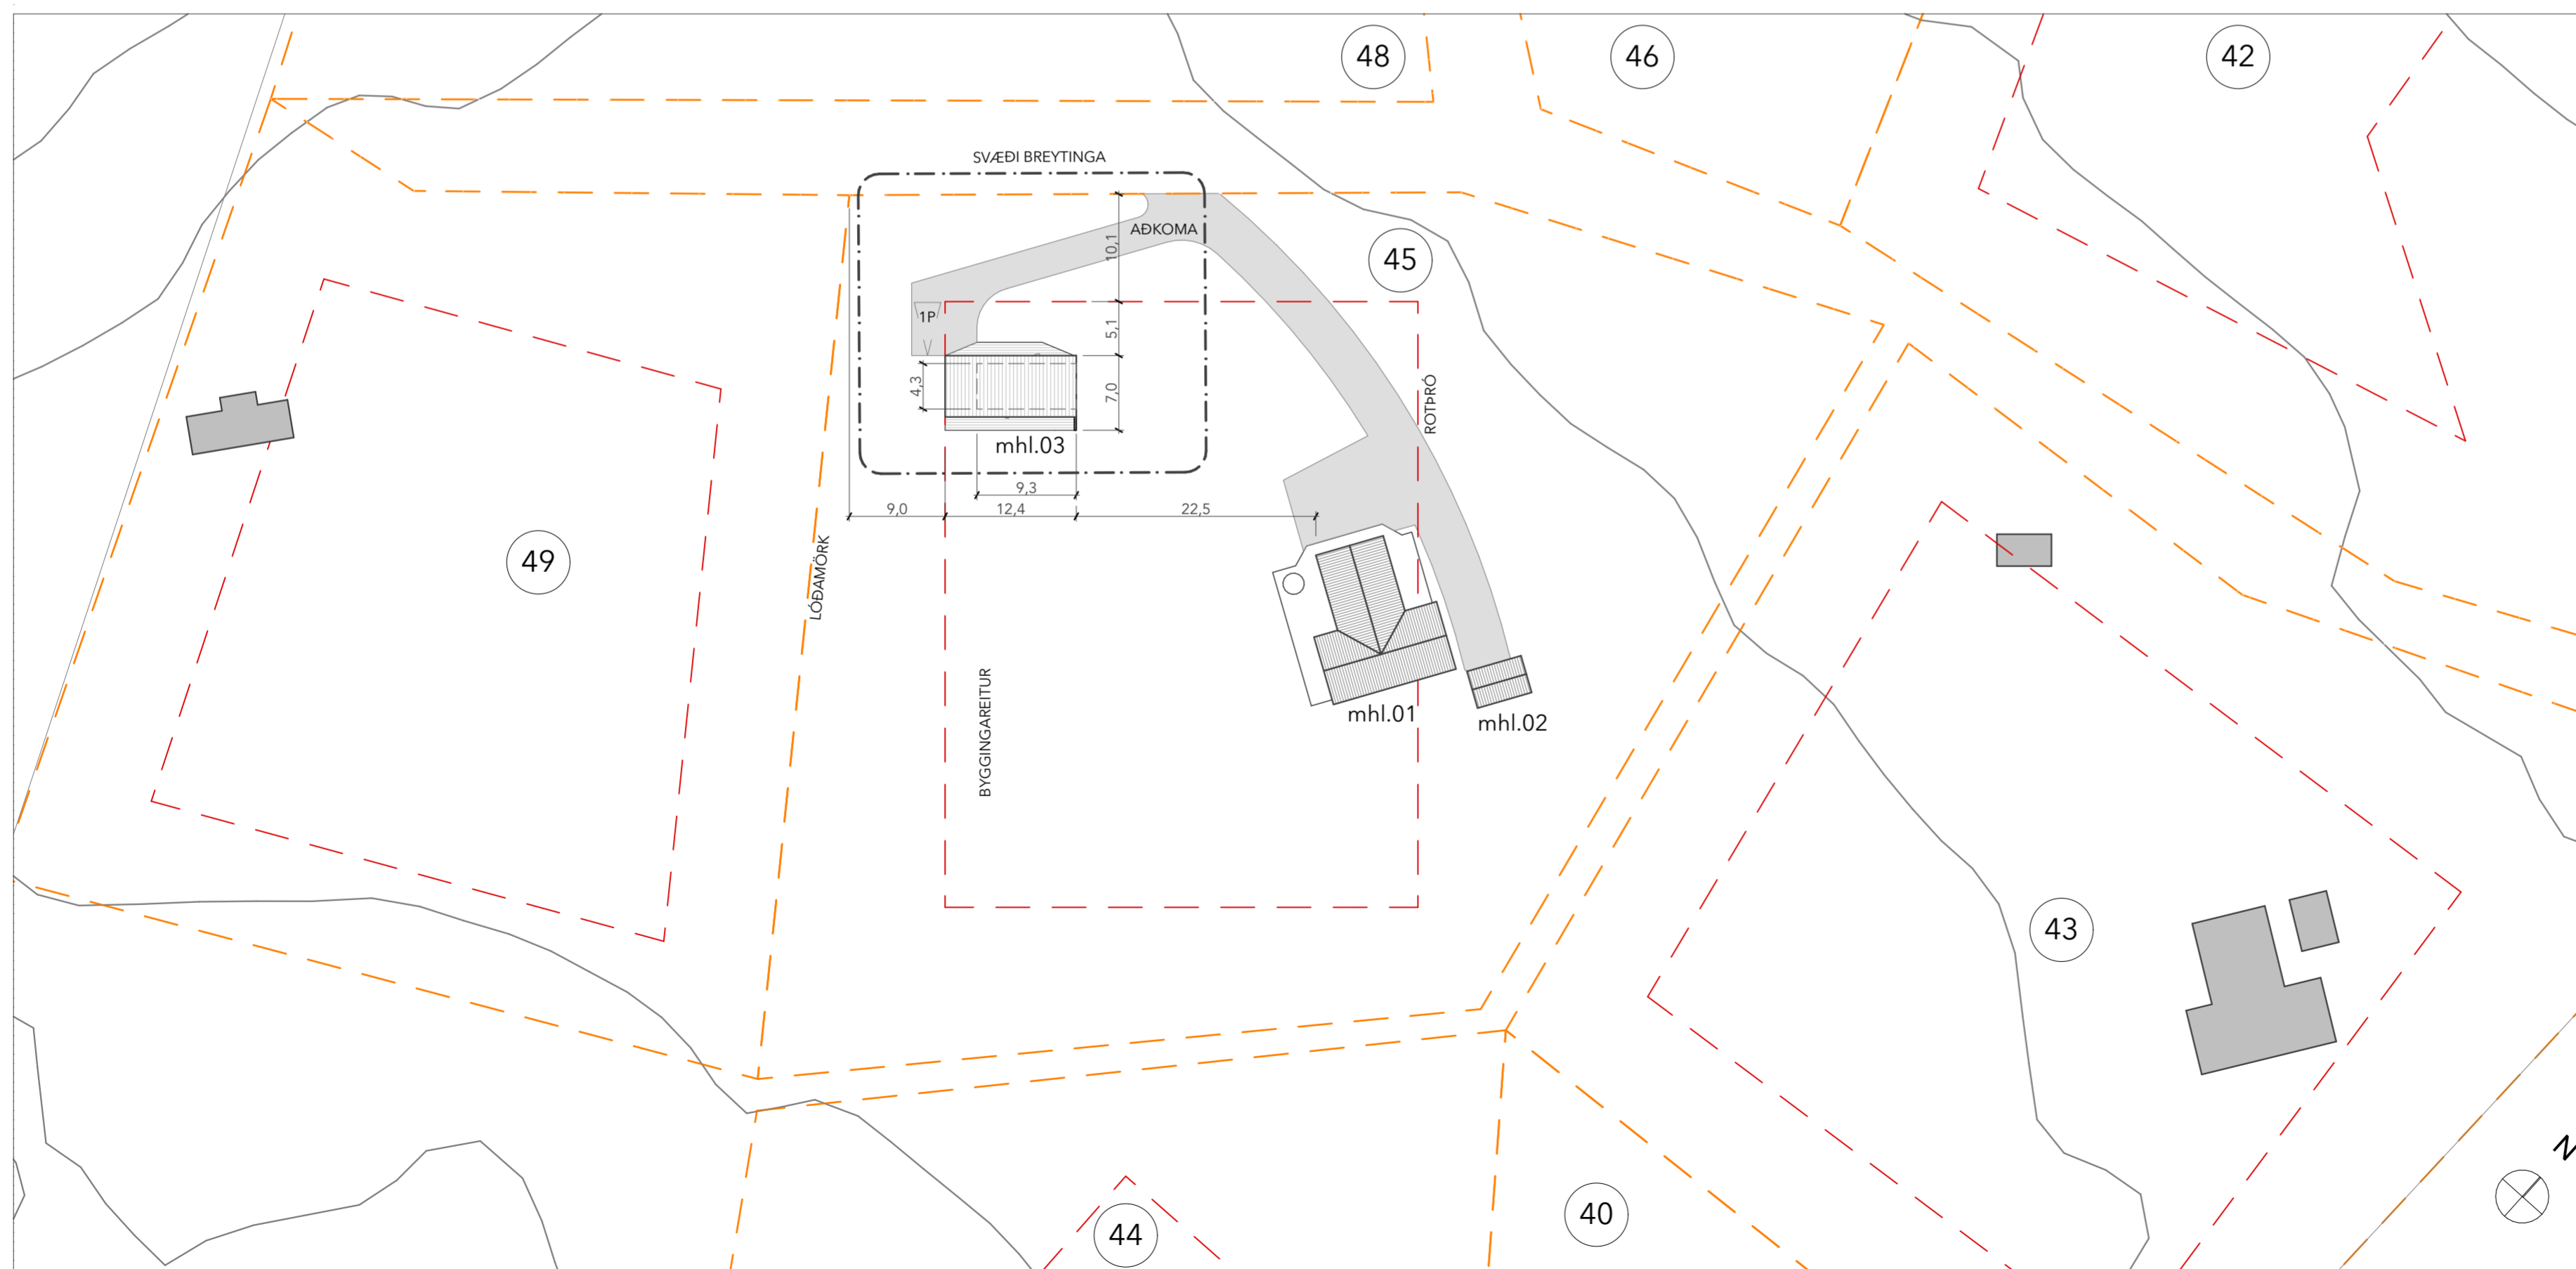 48
46
42
SVÆÐI BREYTINGA
AÐKOMA
10,1
45
1P
5,1
4,3
7,0
ROTÞRÓ
mhl.03
9,3
9,0
12,4
22,5
49
LÓÐAMÖRK
BYGGINGAREITUR
mhl.01
mhl.02
43
N
40
44